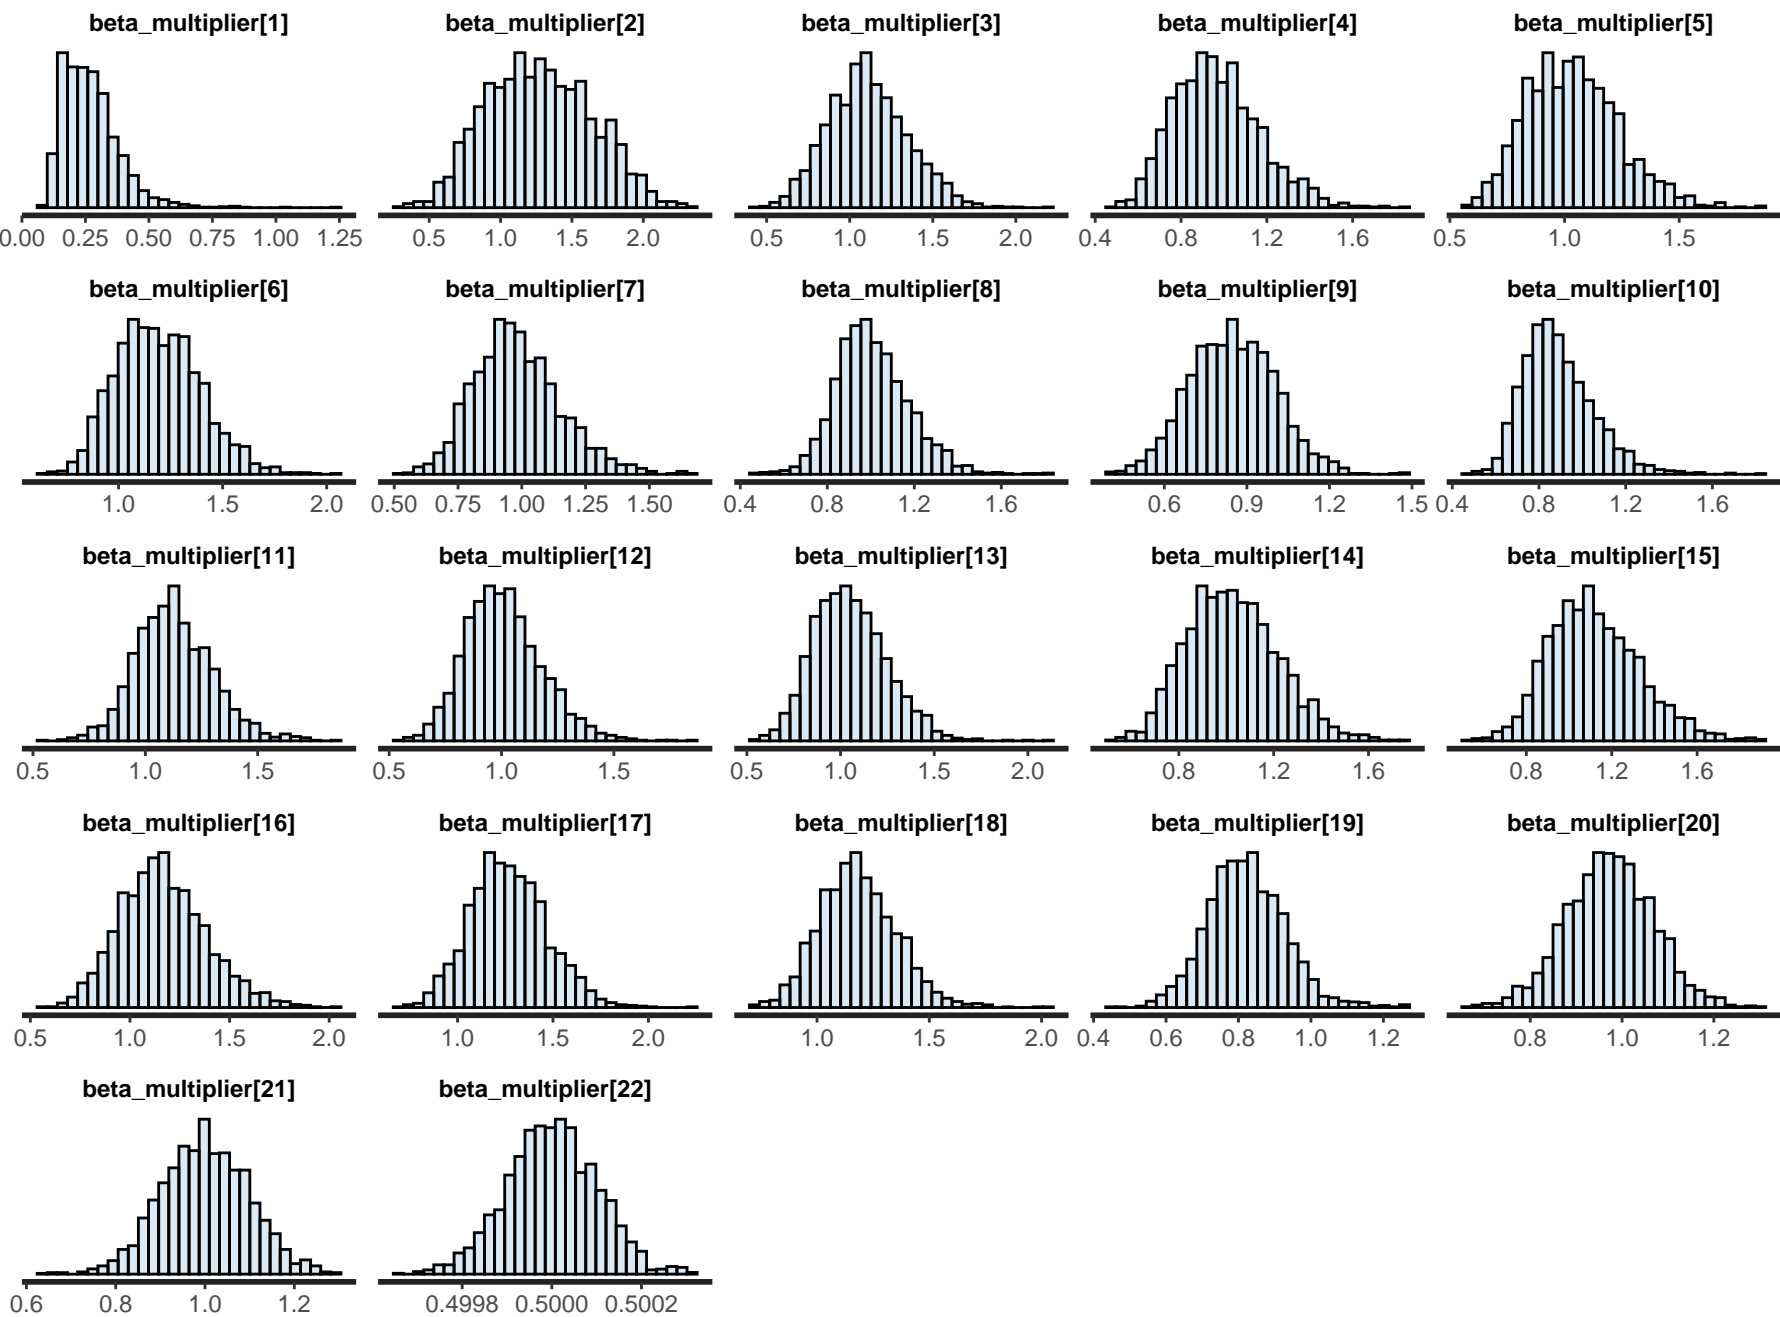 beta_multiplier[1] beta_multiplier[2] beta_multiplier[3] beta_multiplier[4] beta_multiplier[5]
0.00 0.25 0.50 0.75 1.00 1.25 0.5 1.0 1.5 2.0 0.5 1.0 1.5 2.0 0.4 0.8 1.2 1.6 0.5 1.0 1.5
beta_multiplier[6] beta_multiplier[7] beta_multiplier[8] beta_multiplier[9] beta_multiplier[10]
1.0 1.5 2.0 0.50 0.75 1.00 1.25 1.50 0.4 0.8 1.2 1.6 0.6 0.9 1.2 1.5 0.4 0.8 1.2 1.6
beta_multiplier[11] beta_multiplier[12] beta_multiplier[13] beta_multiplier[14] beta_multiplier[15]
0.5 1.0 1.5 0.5 1.0 1.5 0.5 1.0 1.5 2.0 0.8 1.2 1.6 0.8 1.2 1.6
beta_multiplier[16] beta_multiplier[17] beta_multiplier[18] beta_multiplier[19] beta_multiplier[20]
0.5 1.0 1.5 2.0 1.0 1.5 2.0 1.0 1.5 2.0 0.4 0.6 0.8 1.0 1.2 0.8 1.0 1.2
beta_multiplier[21] beta_multiplier[22]
0.6 0.8 1.0 1.2 0.4998 0.5000 0.5002